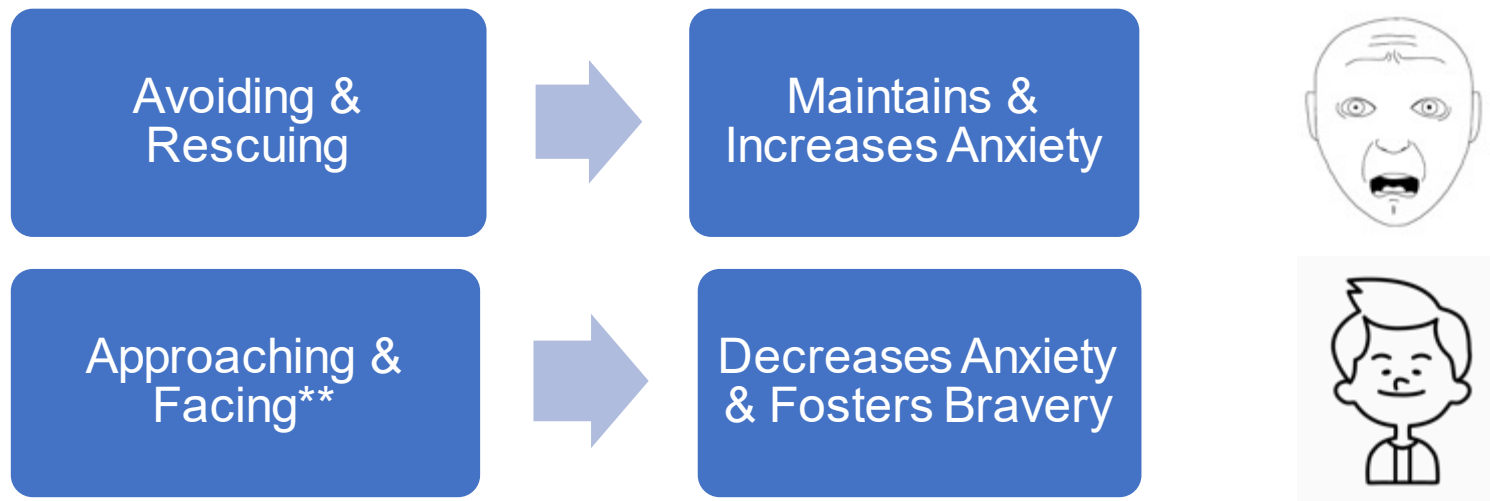 Avoiding &
Rescuing
Maintains &
Increases Anxiety
Approaching &
Facing**
Decreases Anxiety
& Fosters Bravery